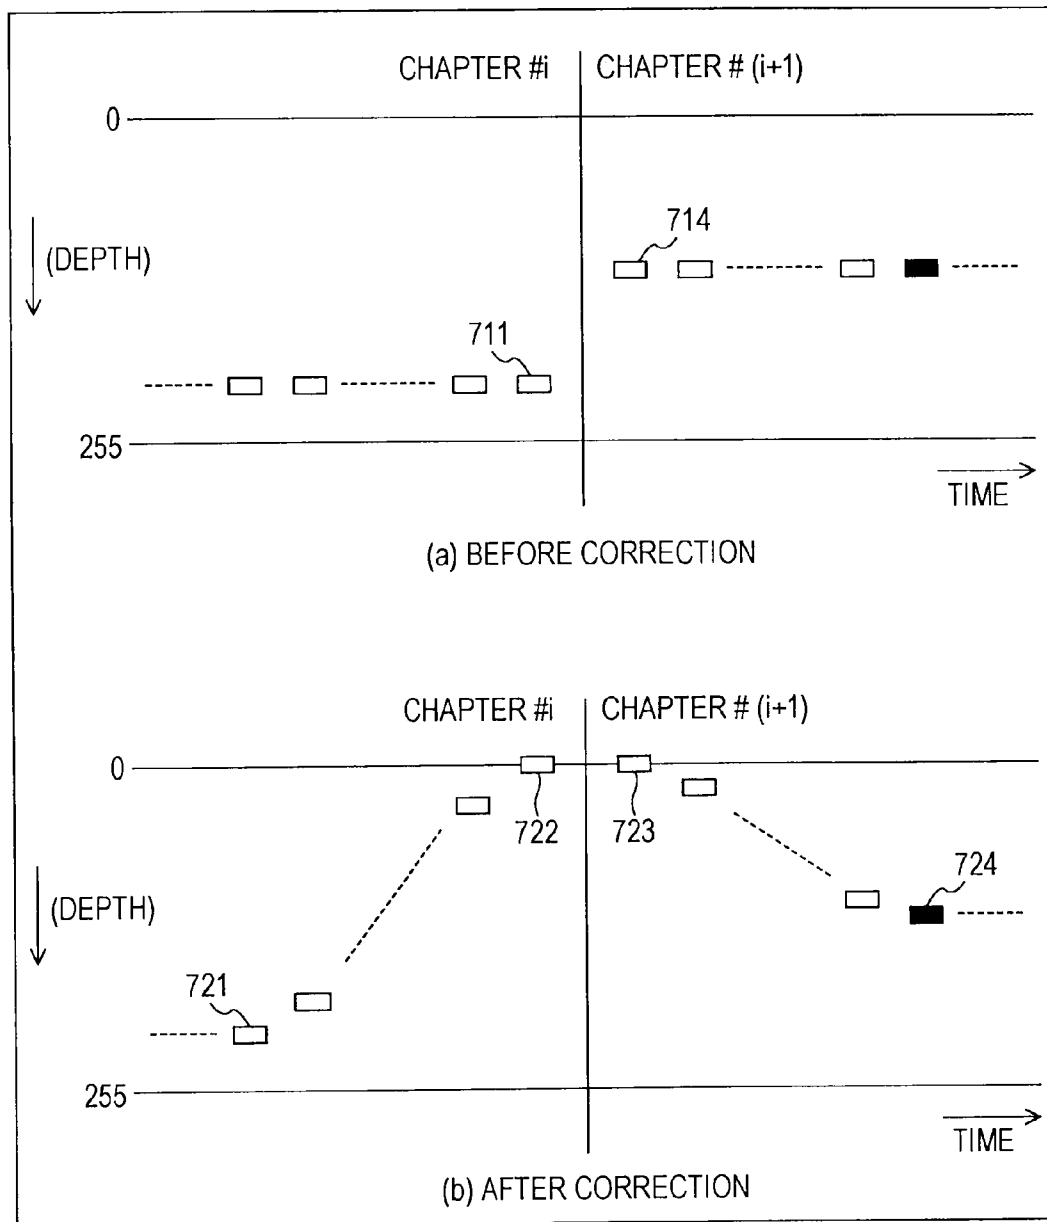 CHAPTER #i CHAPTER # (i+1)
0
714
(DEPTH)
711
255
TIME
(a) BEFORE CORRECTION
CHAPTER #i CHAPTER # (i+1)
0
722 723
724
(DEPTH)
721
255
TIME
(b) AFTER CORRECTION